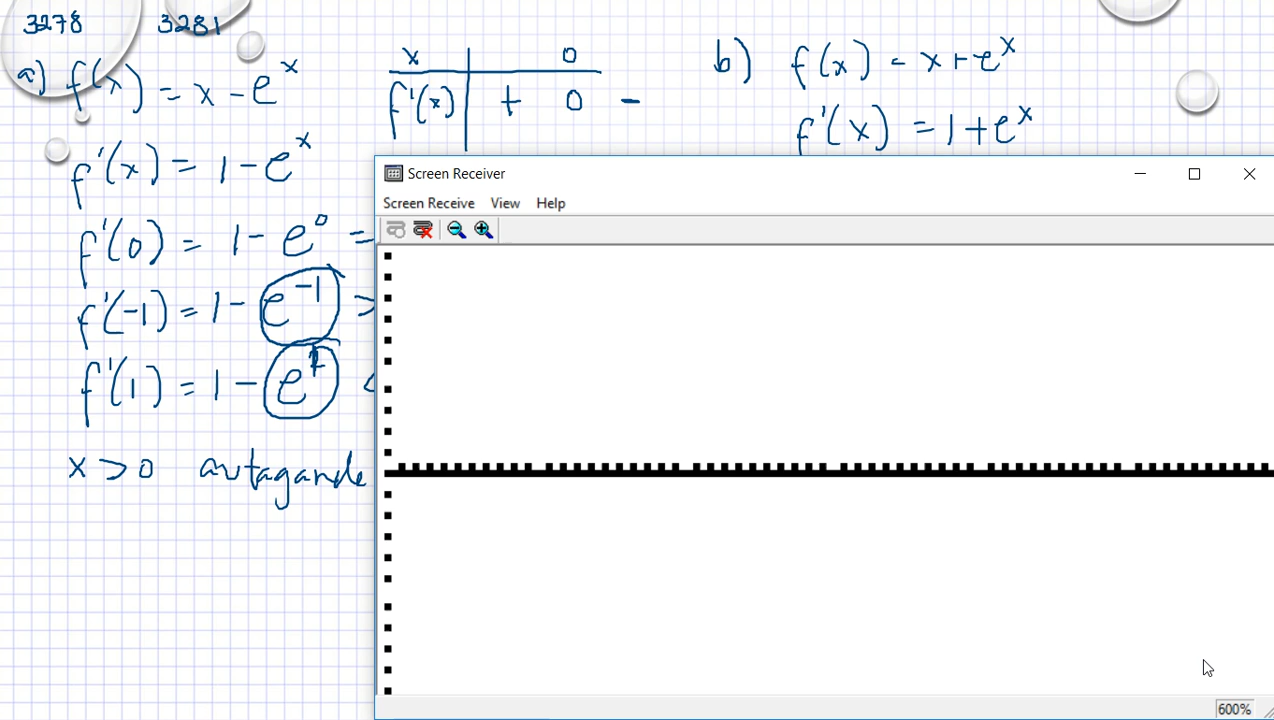 3278 3281
a) f(x) = x - e^x
f'(x) = 1 - e^x
f'(0) = 1 - e^0 =
f'(-1) = 1 - e^-1 >
f'(1) = 1 - e^1 <
x > 0 avtagande
x 0
f'(x) + 0 -
b) f(x) = x + e^x
f'(x) = 1 + e^x
Screen Receiver
Screen Receive View Help
600%